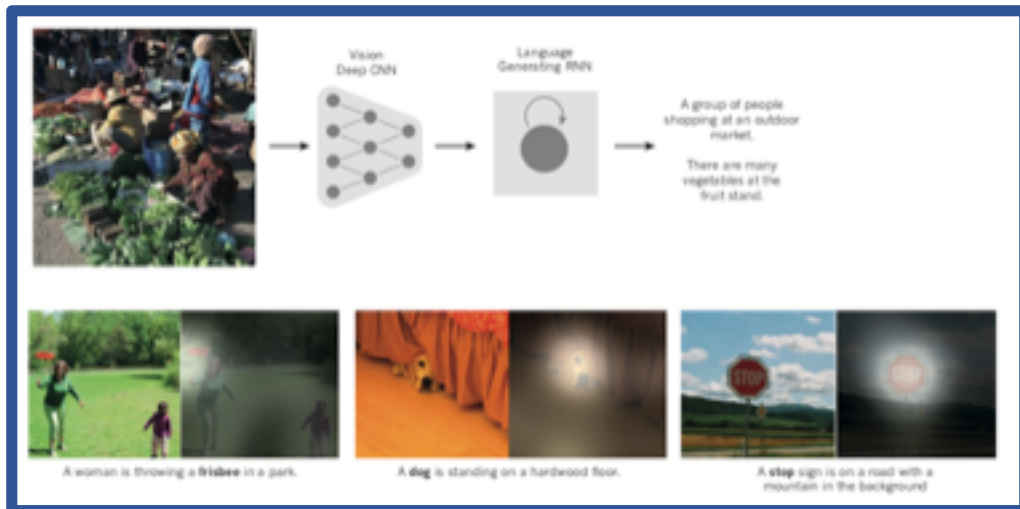 Vision
Deep CNN
Language
Generating RNN
A group of people
shopping at an outdoor
market.
There are many
vegetables at the
fruit stand.
STOP
STOP
A woman is throwing a frisbee in a park.
A dog is standing on a hardwood floor.
A stop sign is on a road with a
mountain in the background